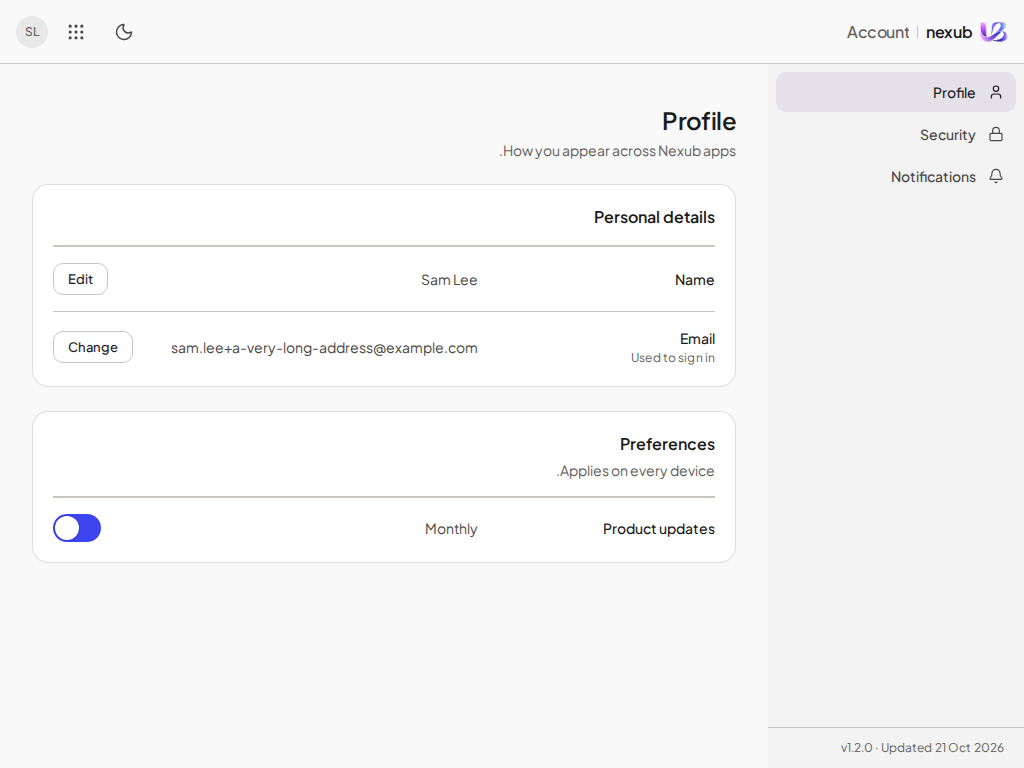 nexub | Account
SL
Profile
Security
Notifications
v1.2.0 · Updated 21 Oct 2026
Profile
.How you appear across Nexub apps
Personal details
Name
Sam Lee
Edit
Email
Used to sign in
sam.lee+a-very-long-address@example.com
Change
Preferences
.Applies on every device
Product updates
Monthly